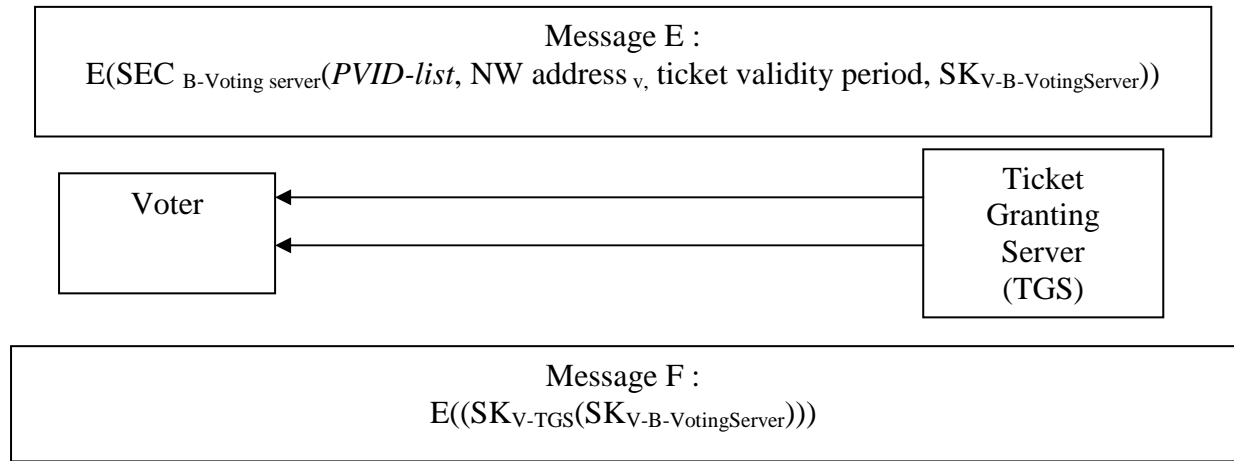 Message E :
E(SEC B-Voting server(PVID-list, NW address v, ticket validity period, SKV-B-VotingServer))
Voter
Ticket
Granting
Server
(TGS)
Message F :
E((SKV-TGS(SKV-B-VotingServer)))